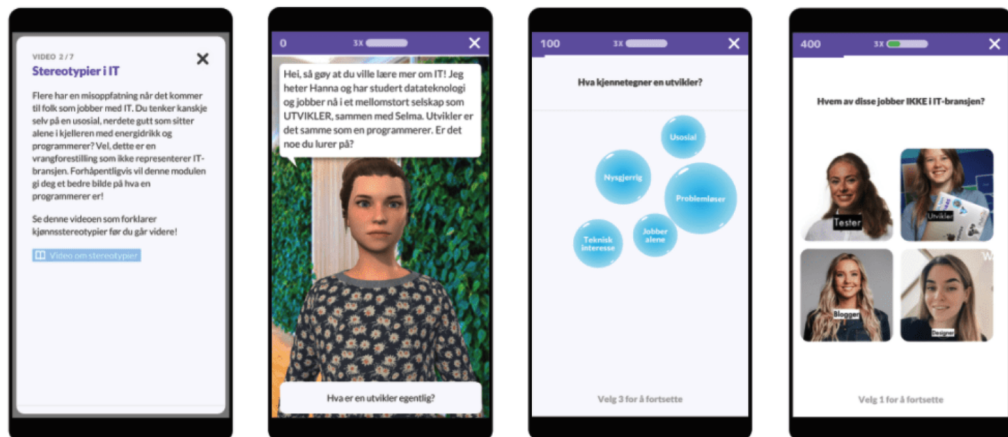 VIDEO 2/7
Stereotypier i IT
Flere har en misoppfatning når det kommer
til folk som jobber med IT. Du tenker kanskje
selv på en usosial, nerdete gutt som sitter
alene i kjelleren med energidrikk og
programmerer? Vel, dette er en
vrangforestilling som ikke representerer IT-
bransjen. Forhåpentligvis vil denne modulen
gi deg et bedre bilde på hva en
programmerer er!
Se denne videoen som forklarer
kjønnsstereotypier før du går videre!
Video om stereotypier
0
3X
Hei, så gøy at du ville lære mer om IT! Jeg
heter Hanna og har studert datateknologi
og jobber nå i et mellomstort selskap som
UTVIKLER, sammen med Selma. Utvikler er
det samme som en programmerer. Er det
noe du lurer på?
Hva er en utvikler egentlig?
100
3X
Hva kjennetegner en utvikler?
Usosial
Nysgjerrig
Problemløser
Jobber
alene
Teknisk
interesse
Velg 3 for å fortsette
400
3X
Hvem av disse jobber IKKE i IT-bransjen?
Tester
Utvikler
Blogger
Designer
Velg 1 for å fortsette